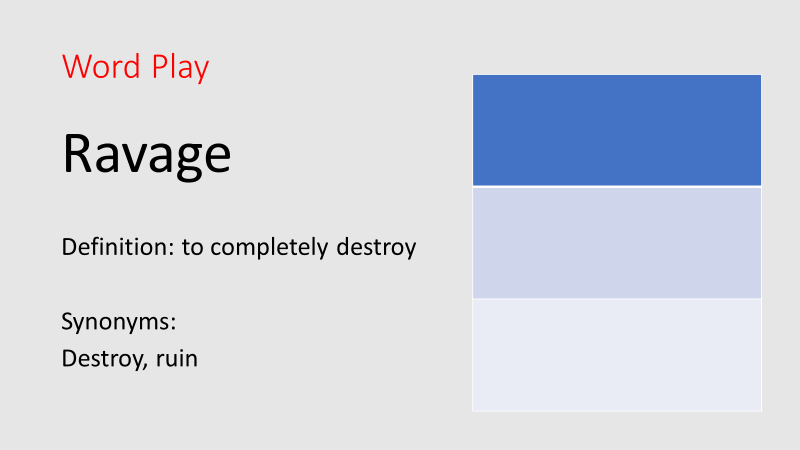 Word Play
Ravage
Definition: to completely destroy
Synonyms:
Destroy, ruin